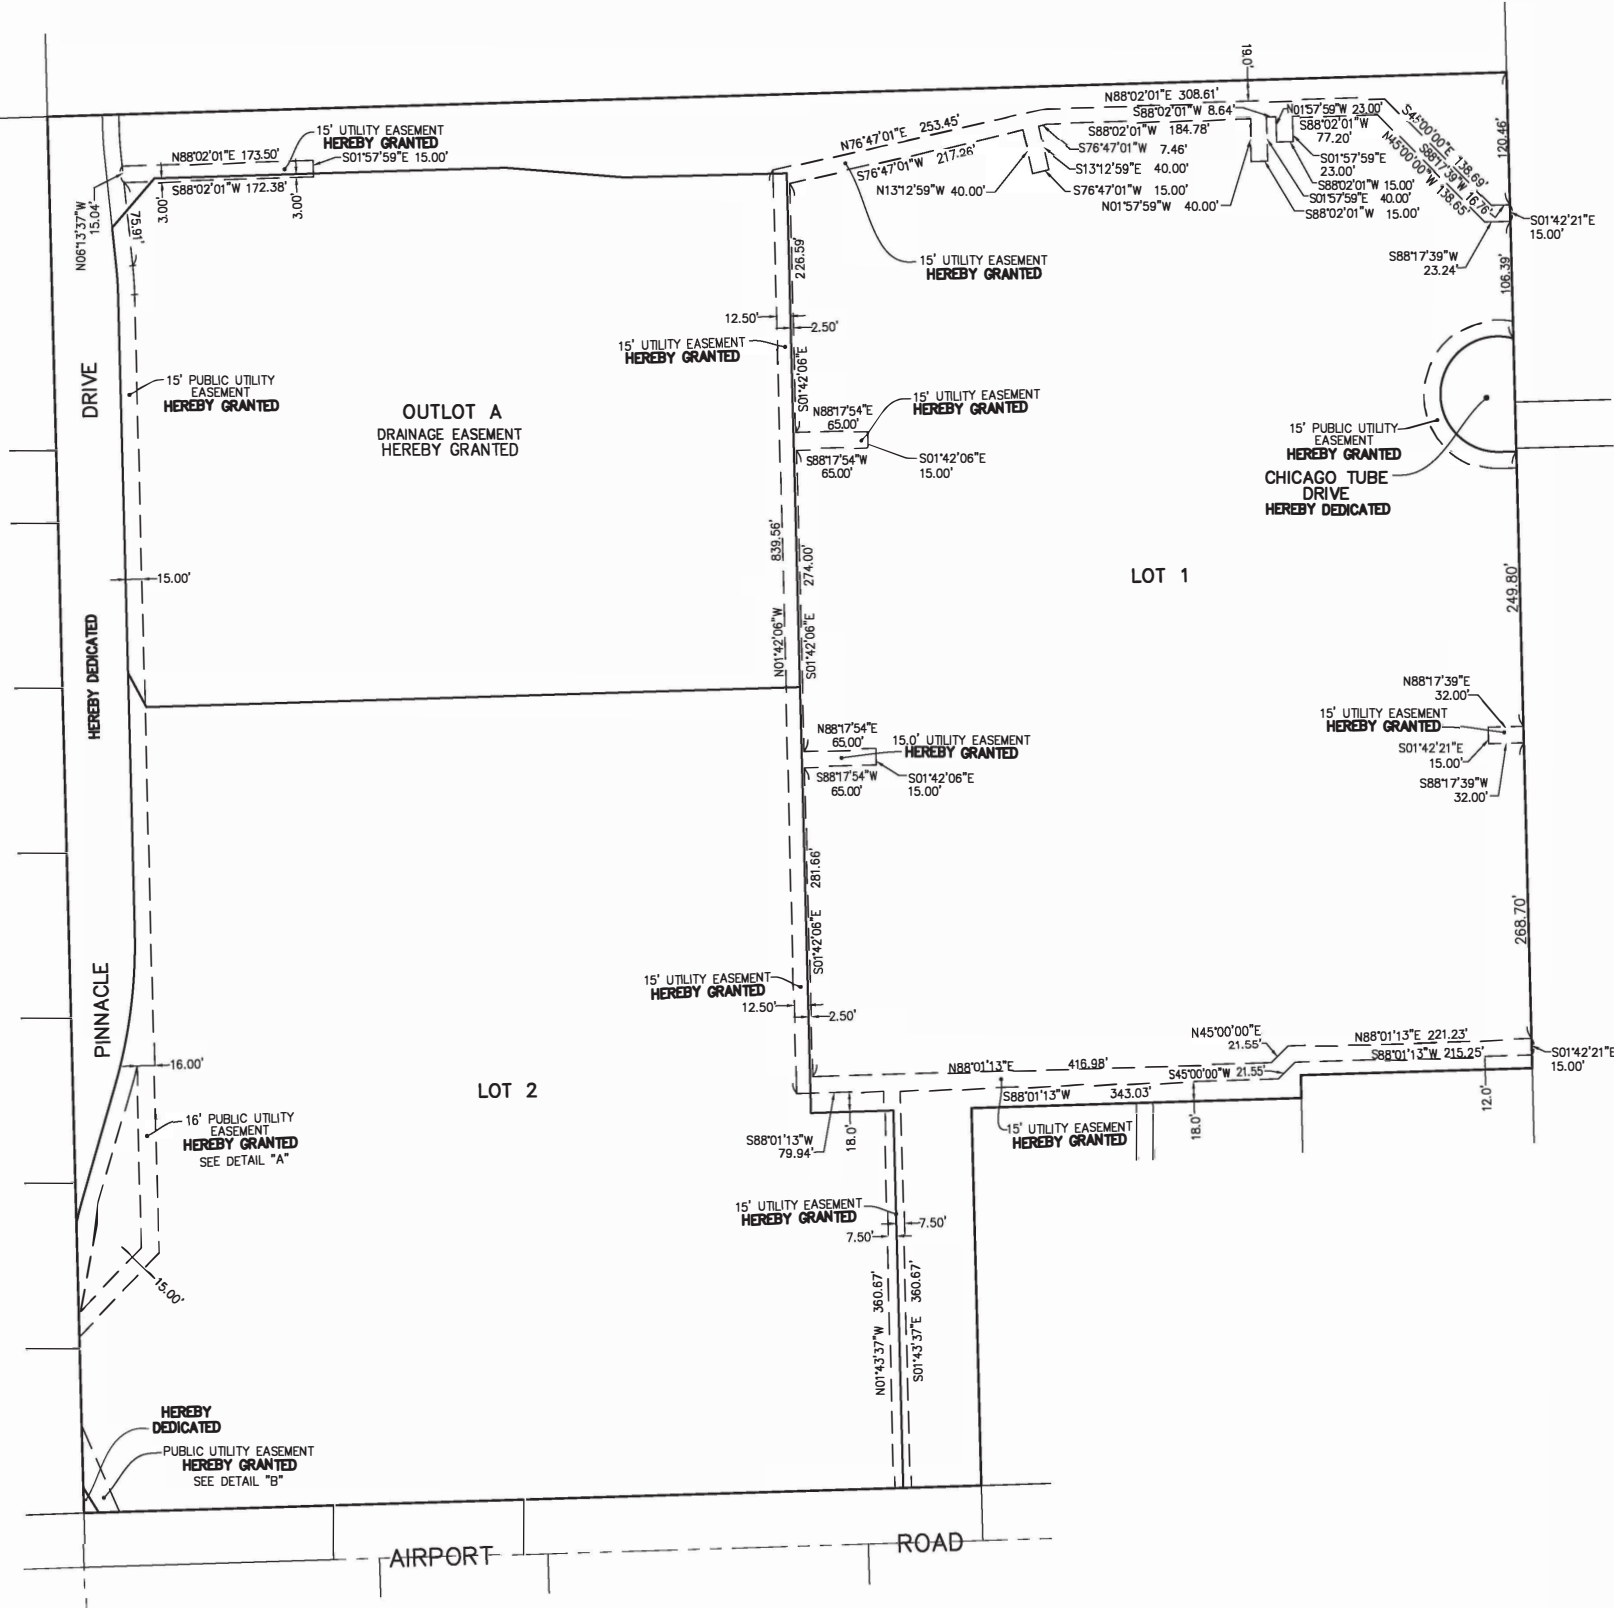 19.0'
N88°02'01"E 308.61'
S88°02'01"W 8.64'
N01°57'59"W 23.00'
S88°02'01"W
77.20'
S45°00'00"E 138.69'
S88°17'39"W 16.76'
N45°00'00"W 138.65'
120.46'
N76°47'01"E 253.45'
S88°02'01"W 184.78'
S76°47'01"W
7.46'
S76°47'01"W 217.26'
S13°12'59"E 40.00'
N13°12'59"W 40.00'
S76°47'01"W 15.00'
S01°57'59"E
23.00'
S88°02'01"W 15.00'
S01°57'59"E 40.00'
N01°57'59"W 40.00'
S88°02'01"W 15.00'
S01°42'21"E
15.00'
S88°17'39"W
23.24'
106.39'
15' UTILITY EASEMENT
HEREBY GRANTED
N88°02'01"E 173.50'
S01°57'59"E 15.00'
S88°02'01"W 172.38'
3.00'
3.00'
N06°13'37"W
15.04'
75.91'
15' UTILITY EASEMENT
HEREBY GRANTED
226.59'
12.50'
2.50'
15' UTILITY EASEMENT
HEREBY GRANTED
S01°42'06"E
15' PUBLIC UTILITY
EASEMENT
HEREBY GRANTED
DRIVE
OUTLOT A
DRAINAGE EASEMENT
HEREBY GRANTED
15' UTILITY EASEMENT
HEREBY GRANTED
N88°17'54"E
65.00'
S88°17'54"W
65.00'
S01°42'06"E
15.00'
15' PUBLIC UTILITY
EASEMENT
HEREBY GRANTED
CHICAGO TUBE
DRIVE
HEREBY DEDICATED
839.56'
N01°42'06"W
274.00'
S01°42'06"E
15.00'
LOT 1
249.80'
HEREBY DEDICATED
N88°17'39"E
32.00'
15' UTILITY EASEMENT
HEREBY GRANTED
S01°42'21"E
15.00'
S88°17'39"W
32.00'
N88°17'54"E
65.00'
15.0' UTILITY EASEMENT
HEREBY GRANTED
S88°17'54"W
65.00'
S01°42'06"E
15.00'
281.66'
S01°42'06"E
268.70'
15' UTILITY EASEMENT
HEREBY GRANTED
12.50'
2.50'
PINNACLE
16.00'
LOT 2
N45°00'00"E
21.55'
N88°01'13"E 221.23'
S88°01'13"W 215.25'
S01°42'21"E
15.00'
N88°01'13"E 416.98'
S45°00'00"W 21.55'
S88°01'13"W 343.03'
12.0'
18.0'
16' PUBLIC UTILITY
EASEMENT
HEREBY GRANTED
SEE DETAIL "A"
S88°01'13"W
79.94'
18.0'
15' UTILITY EASEMENT
HEREBY GRANTED
15' UTILITY EASEMENT
HEREBY GRANTED
7.50'
7.50'
15.00'
N01°43'37"W 360.67'
S01°43'37"E 360.67'
HEREBY
DEDICATED
PUBLIC UTILITY EASEMENT
HEREBY GRANTED
SEE DETAIL "B"
AIRPORT ROAD